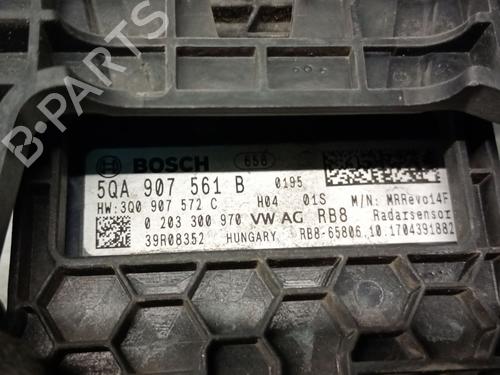 BOSCH 656
5QA 907 561 B 0195
HW:3Q0 907 572 C H04 01S M/N: MRRevo14F
0 203 300 970 VW AG RB8 Radarsensor
39R08352 HUNGARY RB8-65806.10.1704391882
B-PARTS